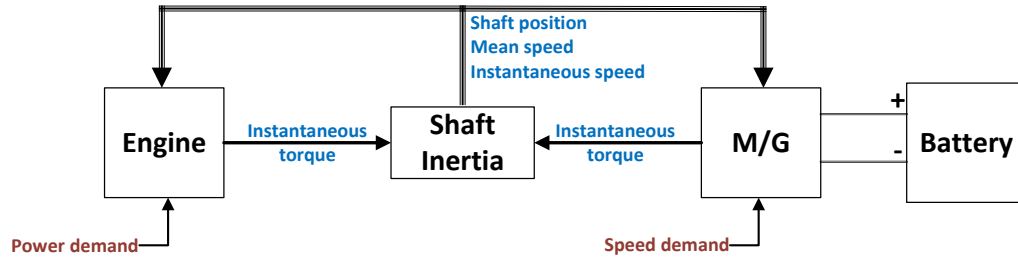 Shaft position
Mean speed
Instantaneous speed
Engine
Instantaneous
torque
Shaft
Inertia
Instantaneous
torque
M/G
+
-
Battery
Power demand
Speed demand